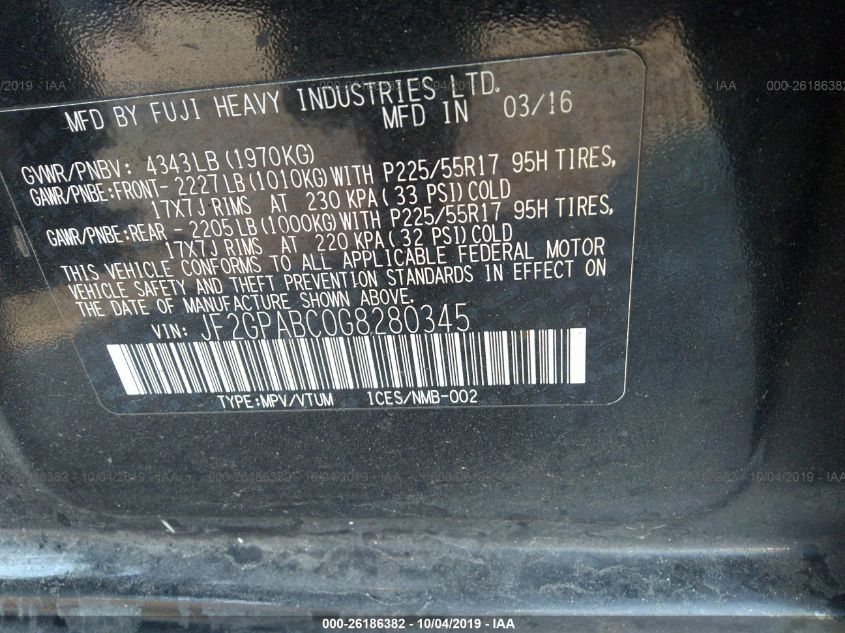 MFD BY FUJI HEAVY INDUSTRIES LTD.
MFD IN 03/16
GVWR/PNBV: 4343LB(1970KG)
GAWR/PNBE:FRONT-2227LB(1010KG)WITH P225/55R17 95H TIRES,
17X7J RIMS AT 230 KPA(33 PSI)COLD
GAWR/PNBE:REAR -2205LB(1000KG)WITH P225/55R17 95H TIRES,
17X7J RIMS AT 220 KPA(32 PSI)COLD
THIS VEHICLE CONFORMS TO ALL APPLICABLE FEDERAL MOTOR
VEHICLE SAFETY AND THEFT PREVENTION STANDARDS IN EFFECT ON
THE DATE OF MANUFACTURE SHOWN ABOVE.
VIN: JF2GPABC0G8280345
TYPE:MPV/VTUM ICES/NMB-002
000-26186382 - 10/04/2019 - IAA